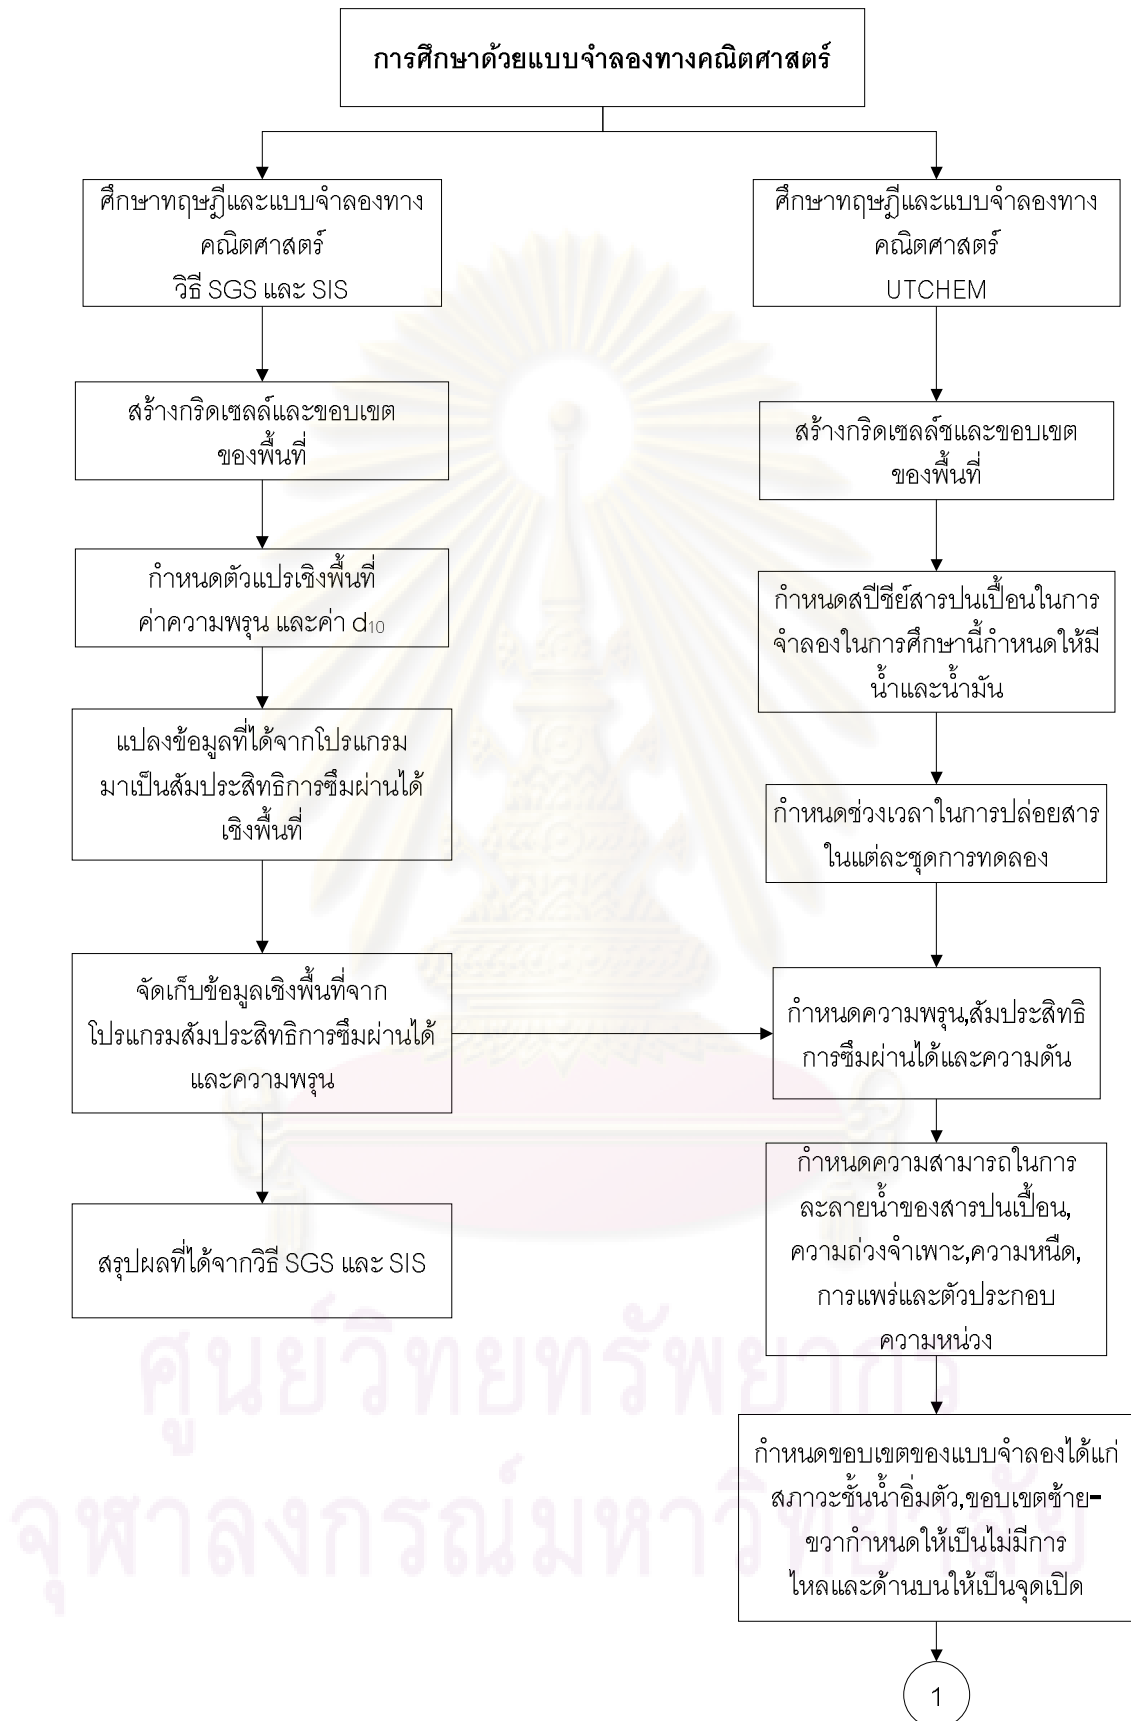 การศึกษาด้วยแบบจำลองทางคณิตศาสตร์
ศึกษาทฤษฎีและแบบจำลองทาง
คณิตศาสตร์
วิธี SGS และ SIS
สร้างกริดเซลล์และขอบเขต
ของพื้นที่
กำหนดตัวแปรเชิงพื้นที่
ค่าความพรุน และค่า d₁₀
แปลงข้อมูลที่ได้จากโปรแกรม
มาเป็นสัมประสิทธิการซึมผ่านได้
เชิงพื้นที่
จัดเก็บข้อมูลเชิงพื้นที่จาก
โปรแกรมสัมประสิทธิการซึมผ่านได้
และความพรุน
สรุปผลที่ได้จากวิธี SGS และ SIS
ศึกษาทฤษฎีและแบบจำลองทาง
คณิตศาสตร์
UTCHEM
สร้างกริดเซลล์ชและขอบเขต
ของพื้นที่
กำหนดสปีชีย์สารปนเปื้อนในการ
จำลองในการศึกษานี้กำหนดให้มี
น้ำและน้ำมัน
กำหนดช่วงเวลาในการปล่อยสาร
ในแต่ละชุดการทดลอง
กำหนดความพรุน,สัมประสิทธิ
การซึมผ่านได้และความดัน
กำหนดความสามารถในการ
ละลายน้ำของสารปนเปื้อน,
ความถ่วงจำเพาะ,ความหนืด,
การแพร่และตัวประกอบ
ความหน่วง
กำหนดขอบเขตของแบบจำลองได้แก่
สภาวะชั้นน้ำอิ่มตัว,ขอบเขตซ้าย-
ขวากำหนดให้เป็นไม่มีการ
ไหลและด้านบนให้เป็นจุดเปิด
1
ศูนย์วิทยทรัพยากร
จุฬาลงกรณ์มหาวิทยาลัย